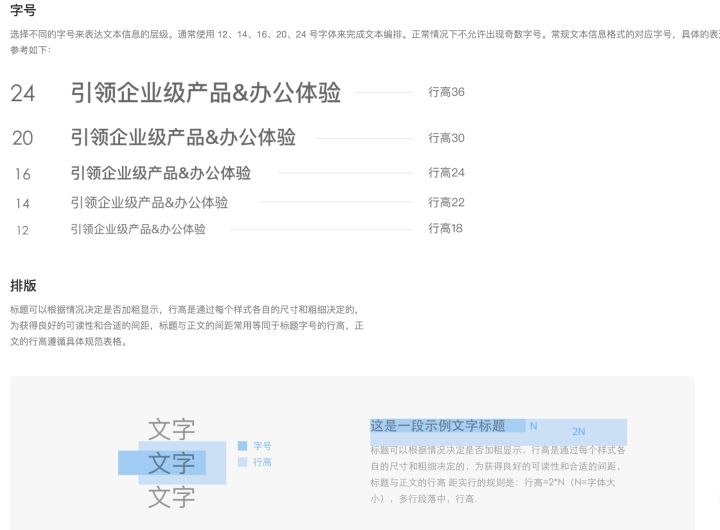 字号
选择不同的字号来表达文本信息的层级。通常使用 12、14、16、20、24 号字体来完成文本编排。正常情况下不允许出现奇数字号。常规文本信息格式的对应字号，具体的表
参考如下：
24 引领企业级产品&办公体验 行高36
20 引领企业级产品&办公体验 行高30
16 引领企业级产品&办公体验 行高24
14 引领企业级产品&办公体验 行高22
12 引领企业级产品&办公体验 行高18
排版
标题可以根据情况决定是否加粗显示，行高是通过每个样式各自的尺寸和粗细决定的，
为获得良好的可读性和合适的间距，标题与正文的间距常用等同于标题字号的行高，正
文的行高遵循具体规范表格。
文字
文字
文字
字号
行高
这是一段示例文字标题 N
2N
标题可以根据情况决定是否加粗显示，行高是通过每个样式各
自的尺寸和粗细决定的，为获得良好的可读性和合适的间距，
标题与正文的行高 距实行的规则是：行高=2*N（N=字体大
小），多行段落中，行高.